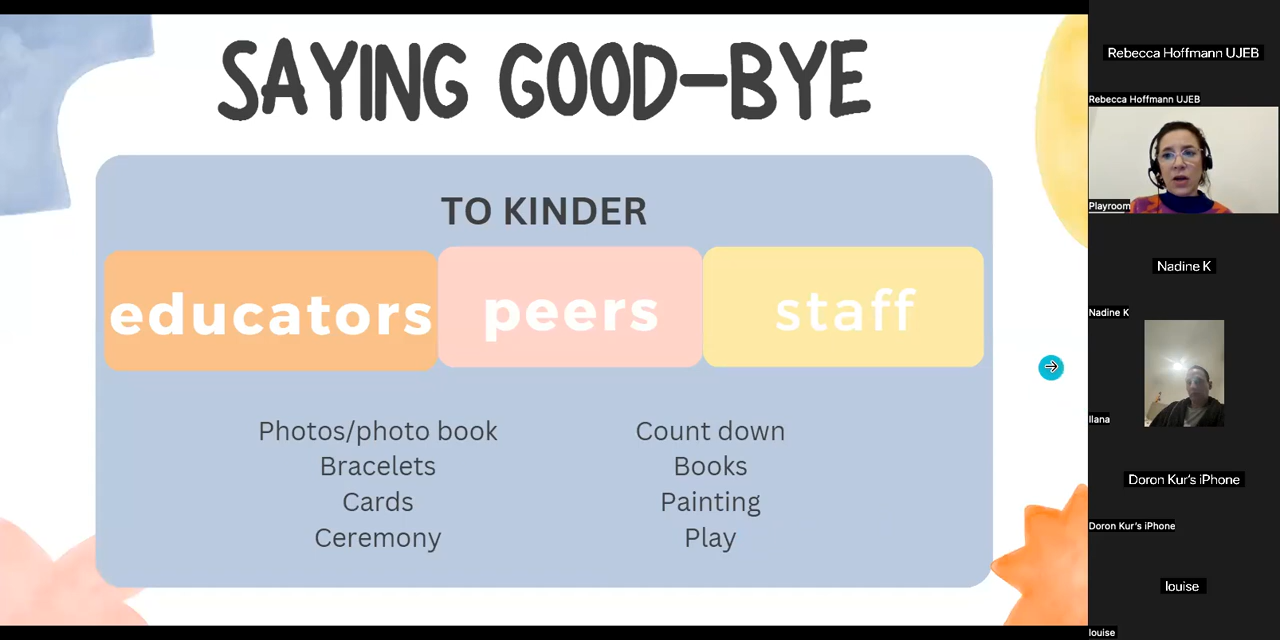 SAYING GOOD-BYE
TO KINDER
educators
peers
staff
Photos/photo book
Bracelets
Cards
Ceremony
Count down
Books
Painting
Play
Rebecca Hoffmann UJEB
Rebecca Hoffmann UJEB
Playroom
Nadine K
Nadine K
Ilana
Doron Kur's iPhone
Doron Kur's iPhone
louise
louise